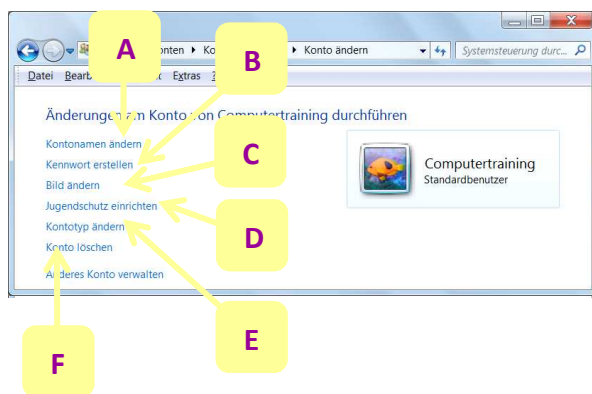 A
B
C
D
E
F
onten ▸ Ko ▸ Konto ändern
Systemsteuerung durc...
Datei Extras
Änderungen am Konto von Computertraining durchführen
Kontonamen ändern
Kennwort erstellen
Bild ändern
Jugendschutz einrichten
Kontotyp ändern
Konto löschen
Anderes Konto verwalten
Computertraining
Standardbenutzer